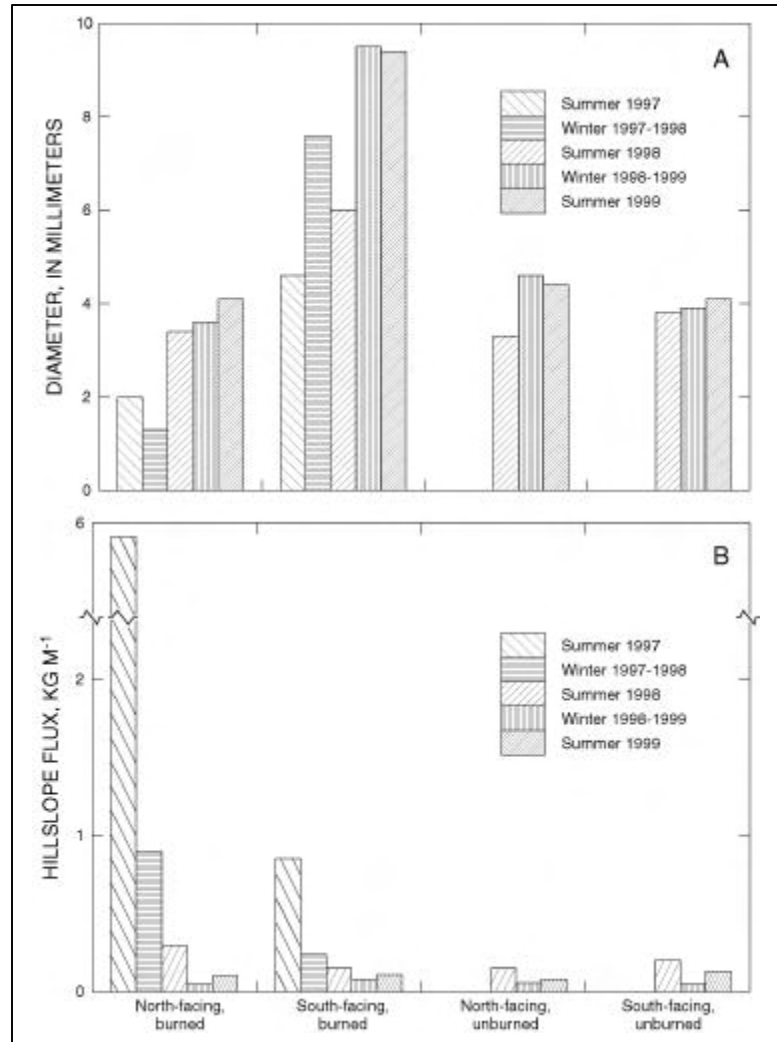 10
A
Summer 1997
Winter 1997-1998
Summer 1998
Winter 1998-1999
Summer 1999
8
6
4
2
0
DIAMETER, IN MILLIMETERS
6
B
Summer 1997
Winter 1997-1998
Summer 1998
Winter 1998-1999
Summer 1999
2
1
0
HILLSLOPE FLUX, KG M-1
North-facing, burned
South-facing, burned
North-facing, unburned
South-facing, unburned